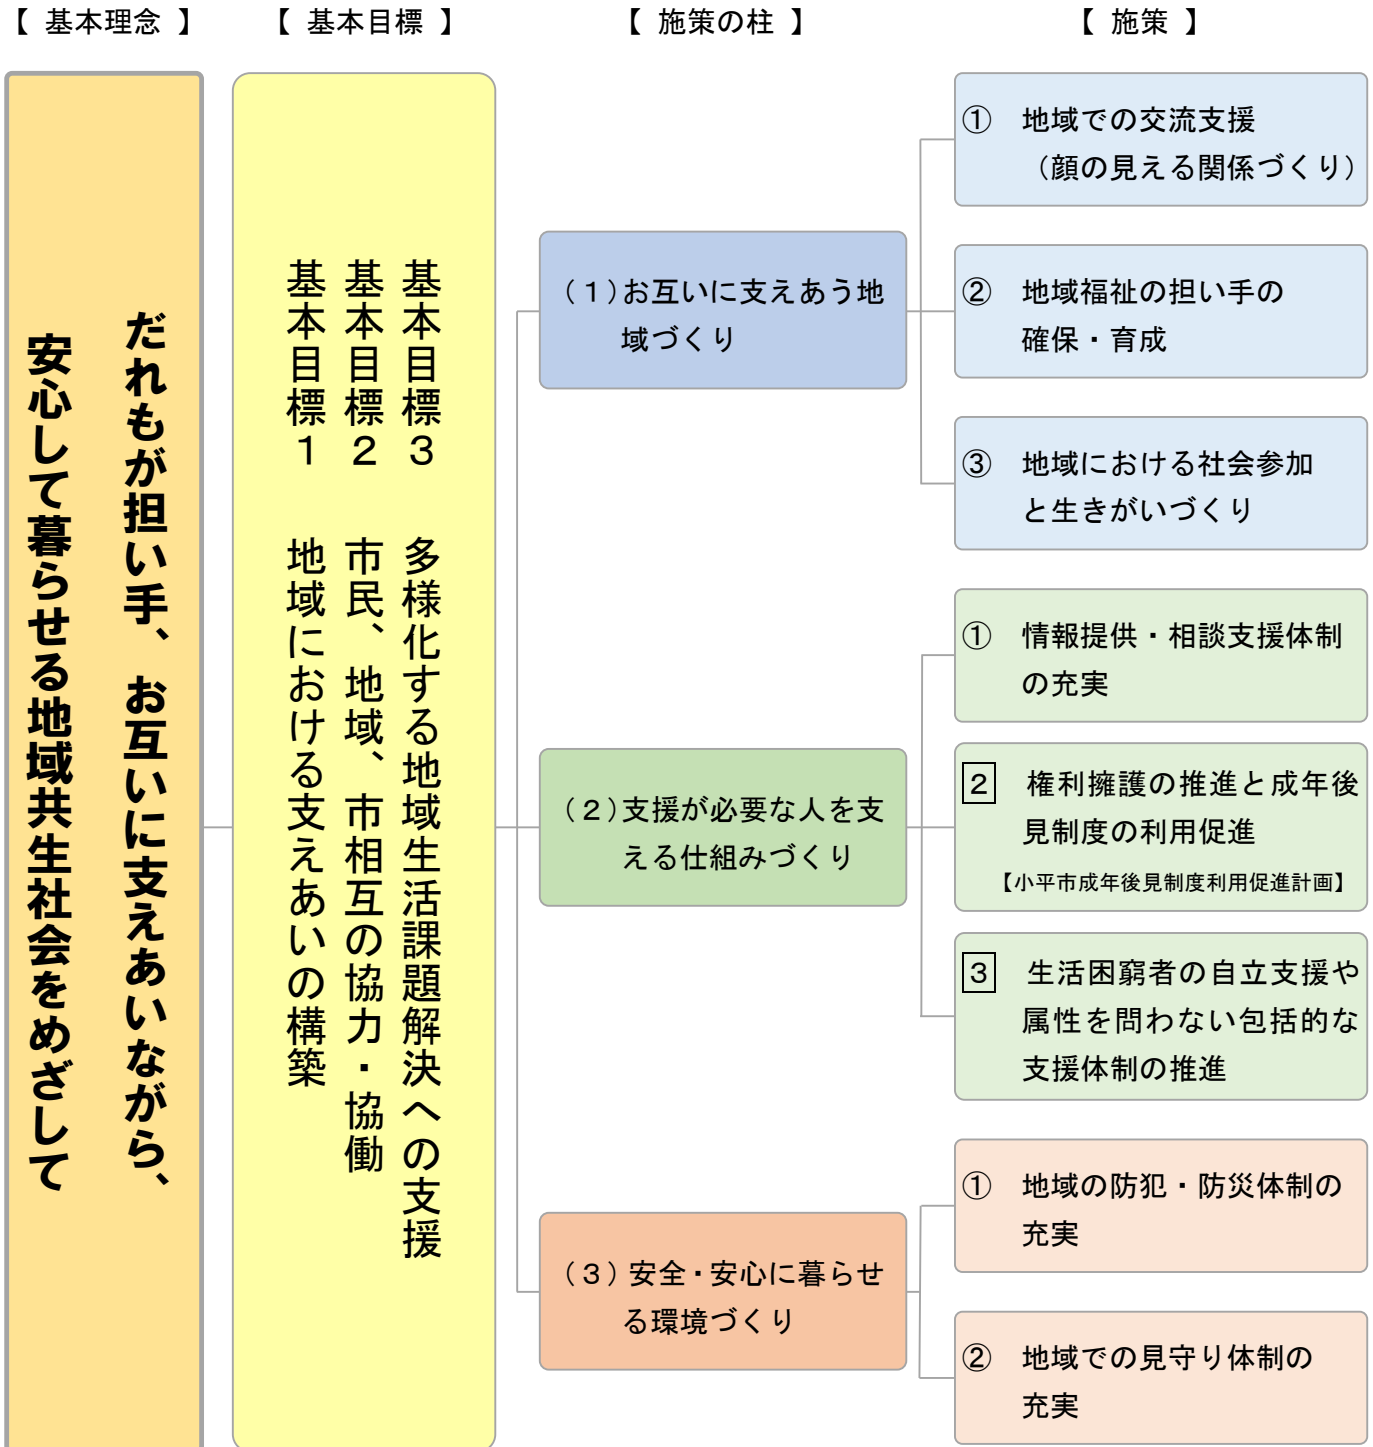 【 基本理念 】
【 基本目標 】
【 施策の柱 】
【 施策 】
だれもが担い手、お互いに支えあいながら、
安心して暮らせる地域共生社会をめざして
基本目標１ 地域における支えあいの構築
基本目標２ 市民、地域、市相互の協力・協働
基本目標３ 多様化する地域生活課題解決への支援
（１）お互いに支えあう地
域づくり
① 地域での交流支援
（顔の見える関係づくり）
② 地域福祉の担い手の
確保・育成
③ 地域における社会参加
と生きがいづくり
（２）支援が必要な人を支
える仕組みづくり
① 情報提供・相談支援体制
の充実
2 権利擁護の推進と成年後
見制度の利用促進
【小平市成年後見制度利用促進計画】
3 生活困窮者の自立支援や
属性を問わない包括的な
支援体制の推進
（３）安全・安心に暮らせ
る環境づくり
① 地域の防犯・防災体制の
充実
② 地域での見守り体制の
充実